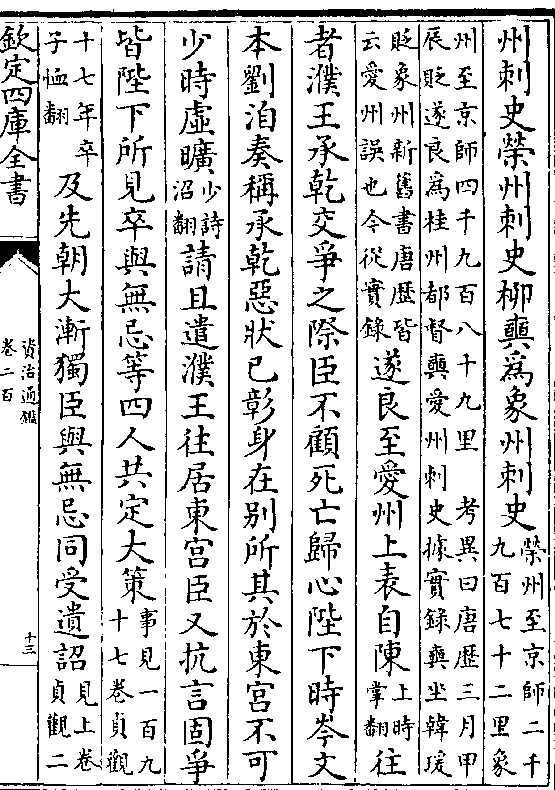 州刺史榮州刺史柳奭為象州刺史榮州至京師二千九百七十二里象
州至京師四千九百八十九里　考異曰唐歷三月甲辰貶遂良為桂州都督奭愛州刺史據實錄奭坐韓瑗
貶象州新舊書唐歷皆云愛州誤也今從實錄遂良至愛州上表自陳上時掌翻往
者濮王承乾交爭之際臣不顧死亡歸心陛下時岑文
本劉洎奏稱承乾惡狀已彰身在別所其於東宮不可
少時虛曠少詩沼翻請且遣濮王往居東宮臣又抗言固爭
皆陛下所見卒與無忌等四人共定大策事見一百九十七卷貞觀
十七年卒子恤翻及先朝大漸獨臣與無忌同受遺詔見上卷貞觀二
欽定四庫全書
資治通鑑
卷二百
十三